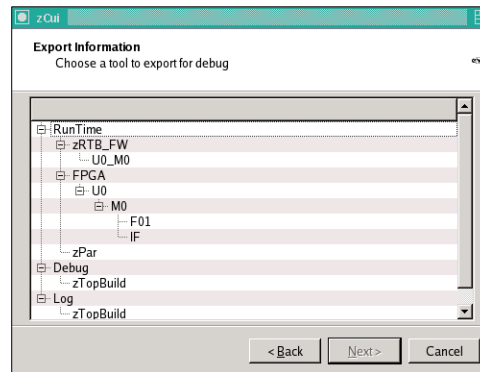 zCui
Export Information
Choose a tool to export for debug
RunTime
zRTB_FW
U0_M0
FPGA
U0
M0
F01
IF
zPar
Debug
zTopBuild
Log
zTopBuild
< Back Next > Cancel